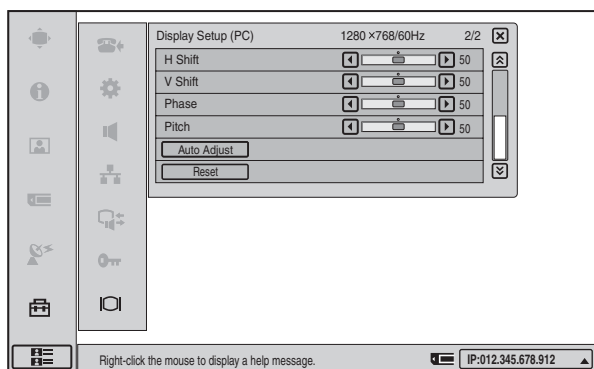 Display Setup (PC) 1280 ×768/60Hz 2/2
H Shift 50
V Shift 50
Phase 50
Pitch 50
Auto Adjust
Reset
Right-click the mouse to display a help message. IP:012.345.678.912